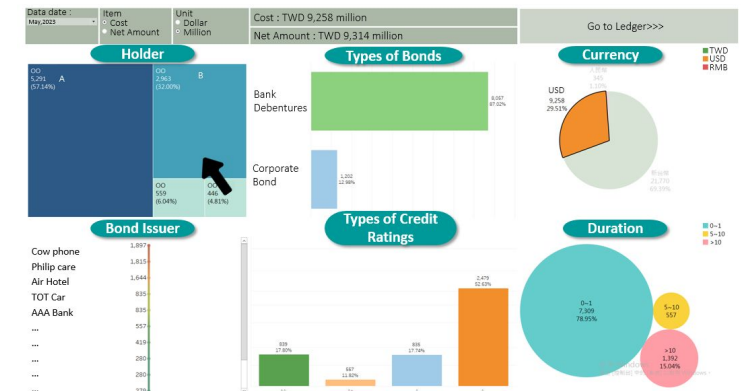 Data date :
May,2025
Item
Cost
Net Amount
Unit
Dollar
Million
Cost : TWD 9,258 million
Net Amount : TWD 9,314 million
Go to Ledger>>>
Holder
OO
5,291
(57.14%)
A
OO
2,963
(32.00%)
B
OO
559
(6.04%)
OO
446
(4.81%)
Types of Bonds
Bank
Debentures
87.02%
Corporate
Bond
1,202
12.98%
Currency
TWD
USD
RMB
USD
9,258
29.51%
Bond Issuer
Cow phone
Philip care
Air Hotel
TOT Car
AAA Bank
...
...
...
...
1,897
1,815
1,644
835
835
557
419
280
280
Types of Credit
Ratings
839
17.80%
557
11.82%
836
17.74%
2,479
52.63%
Duration
0~1
5~10
>10
0~1
7,309
78.95%
5~10
557
>10
1,392
15.04%